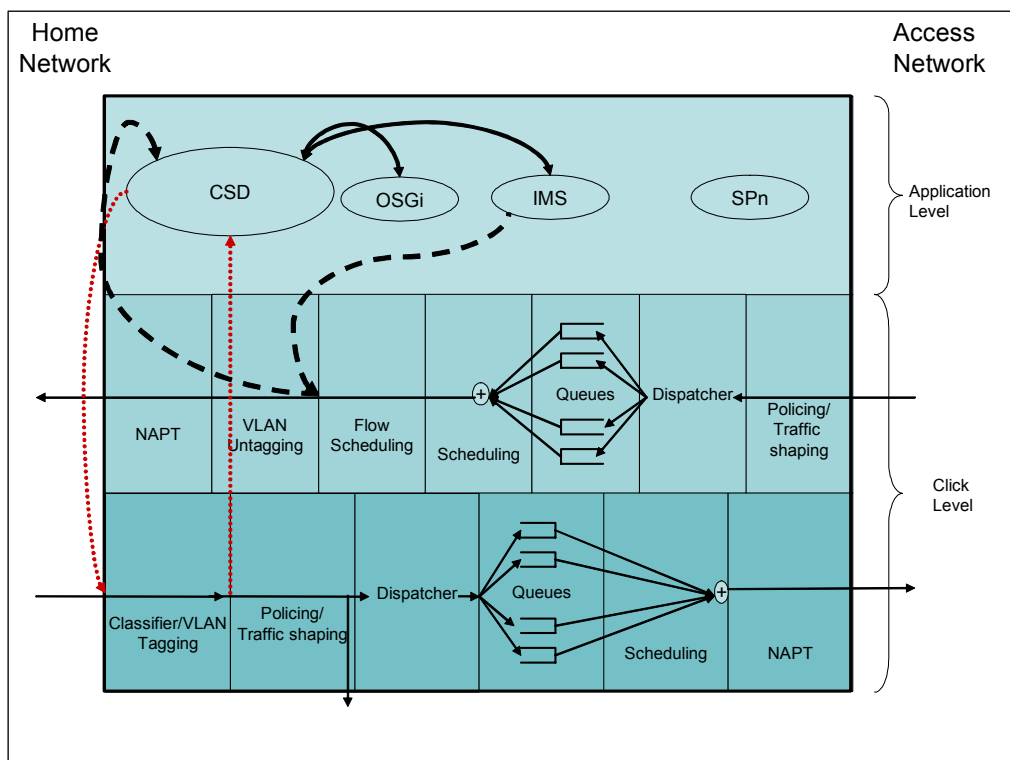 Home
Network
Access
Network
CSD
OSGi
IMS
SPn
Application
Level
NAPT
VLAN
Untagging
Flow
Scheduling
Scheduling
+
Queues
Dispatcher
Policing/
Traffic
shaping
Click
Level
Classifier/VLAN
Tagging
Policing/
Traffic shaping
Dispatcher
Queues
Scheduling
+
NAPT